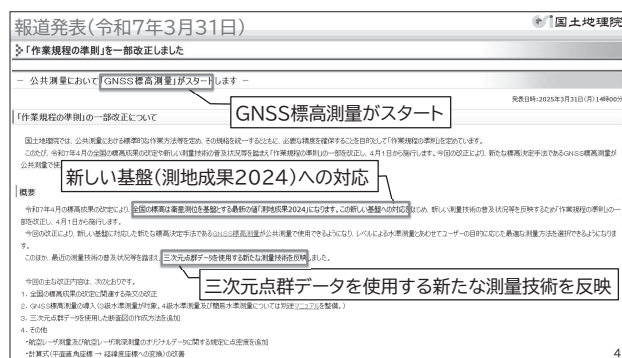 報道発表(令和7年3月31日)
国土地理院
「作業規程の準則」を一部改正しました
－ 公共測量において「GNSS標高測量」がスタートします －
発表日時:2025年3月31日(月)14時00分
GNSS標高測量がスタート
「作業規程の準則」の一部改正について
国土地理院では、公共測量における標準的な作業方法等を定め、その規格を統一するとともに、必要な精度を確保することを目的として「作業規程の準則」を定めています。
このたび、令和7年4月の全国の標高成果の改定や新しい測量技術の普及状況等を踏まえ「作業規程の準則」の一部を改正し、4月1日から施行します。今回の改正により、新たな標高決定手法であるGNSS標高測量が
公共測量で使
新しい基盤(測地成果2024)への対応
概要
令和7年4月の標高成果の改定により、全国の標高は衛星測位を基盤とする最新の値「測地成果2024」になります。この新しい基盤への対応をはじめ、新しい測量技術の普及状況等を反映するため「作業規程の準則」の一
部を改正し、4月1日から施行します。
今回の改正により、新しい基盤に対応した新たな標高決定手法であるGNSS標高測量が公共測量で使用できるようになり、レベルによる水準測量とあわせてユーザーの目的に応じた最適な測量方法を選択できるようになりま
す。
このほか、最近の測量技術の普及状況等を踏まえ、三次元点群データを使用する新たな測量技術を反映しました。
三次元点群データを使用する新たな測量技術を反映
今回の主な改正内容は、次のとおりです。
1. 全国の標高成果の改定に関連する条文の改正
2. GNSS標高測量の導入(3級水準測量が対象。4級水準測量及び簡易水準測量については別途マニュアルを整備。)
3. 三次元点群データを使用した断面図の作成方法を追加
4. その他
・航空レーザ測量及び航空レーザ測深測量のオリジナルデータに関する規定に点密度を追加
・計算式(平面直角座標 → 経緯度座標への変換)の改善
4